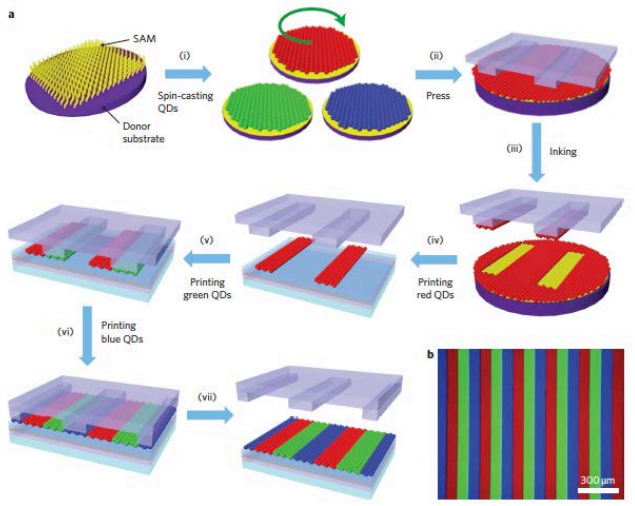 a
SAM
(i)
Spin-casting
QDs
Donor
substrate
(ii)
Press
(iii)
Inking
(iv)
Printing
red QDs
(v)
Printing
green QDs
(vi)
Printing
blue QDs
(vii)
b
300 μm